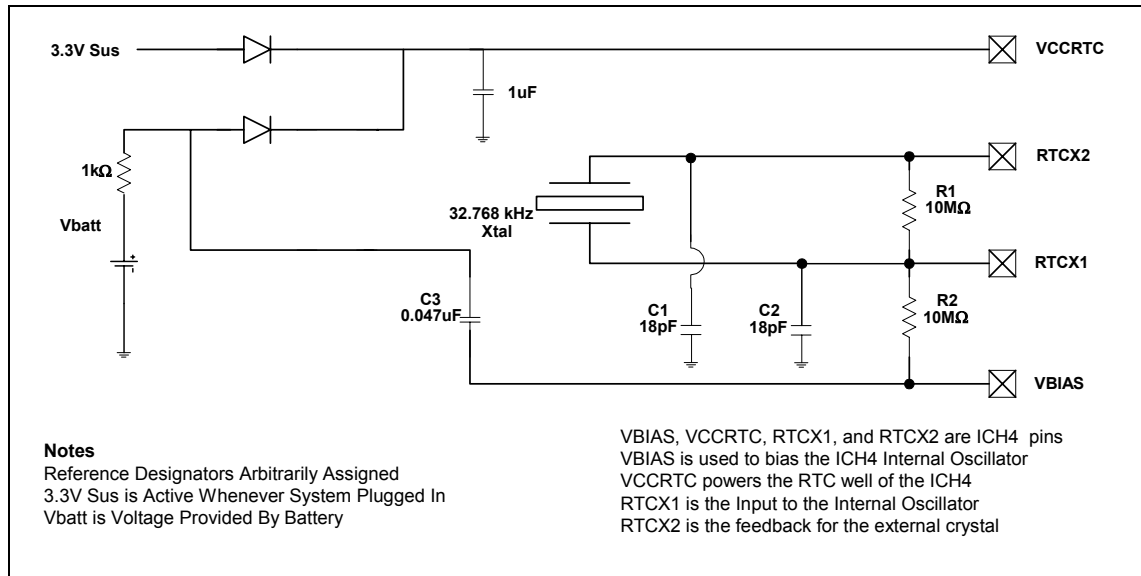 3.3V Sus
VCCRTC
1uF
1kΩ
Vbatt
+
-
32.768 kHz
Xtal
RTCX2
R1
10MΩ
RTCX1
C3
0.047uF
C1
18pF
C2
18pF
R2
10MΩ
VBIAS
Notes
Reference Designators Arbitrarily Assigned
3.3V Sus is Active Whenever System Plugged In
Vbatt is Voltage Provided By Battery
VBIAS, VCCRTC, RTCX1, and RTCX2 are ICH4 pins
VBIAS is used to bias the ICH4 Internal Oscillator
VCCRTC powers the RTC well of the ICH4
RTCX1 is the Input to the Internal Oscillator
RTCX2 is the feedback for the external crystal